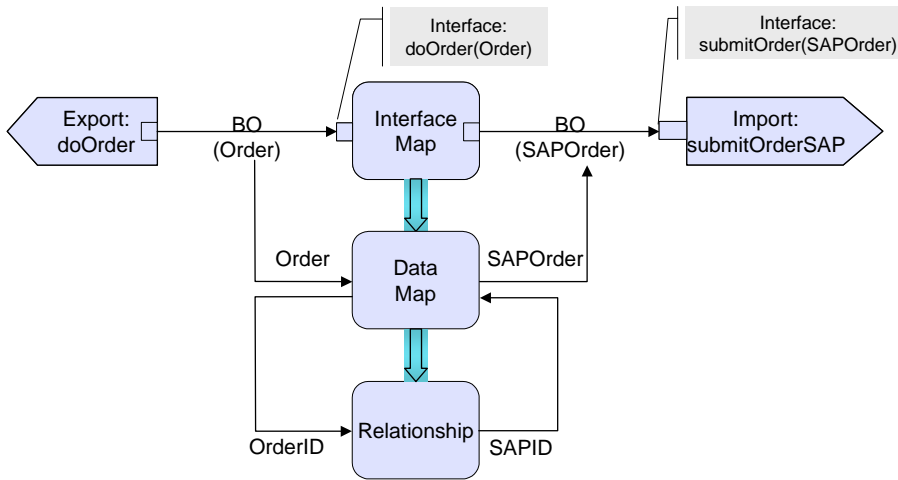 Interface:
doOrder(Order)
Interface:
submitOrder(SAPOrder)
Export:
doOrder
BO
(Order)
Interface
Map
BO
(SAPOrder)
Import:
submitOrderSAP
Order
Data
Map
SAPOrder
OrderID
Relationship
SAPID